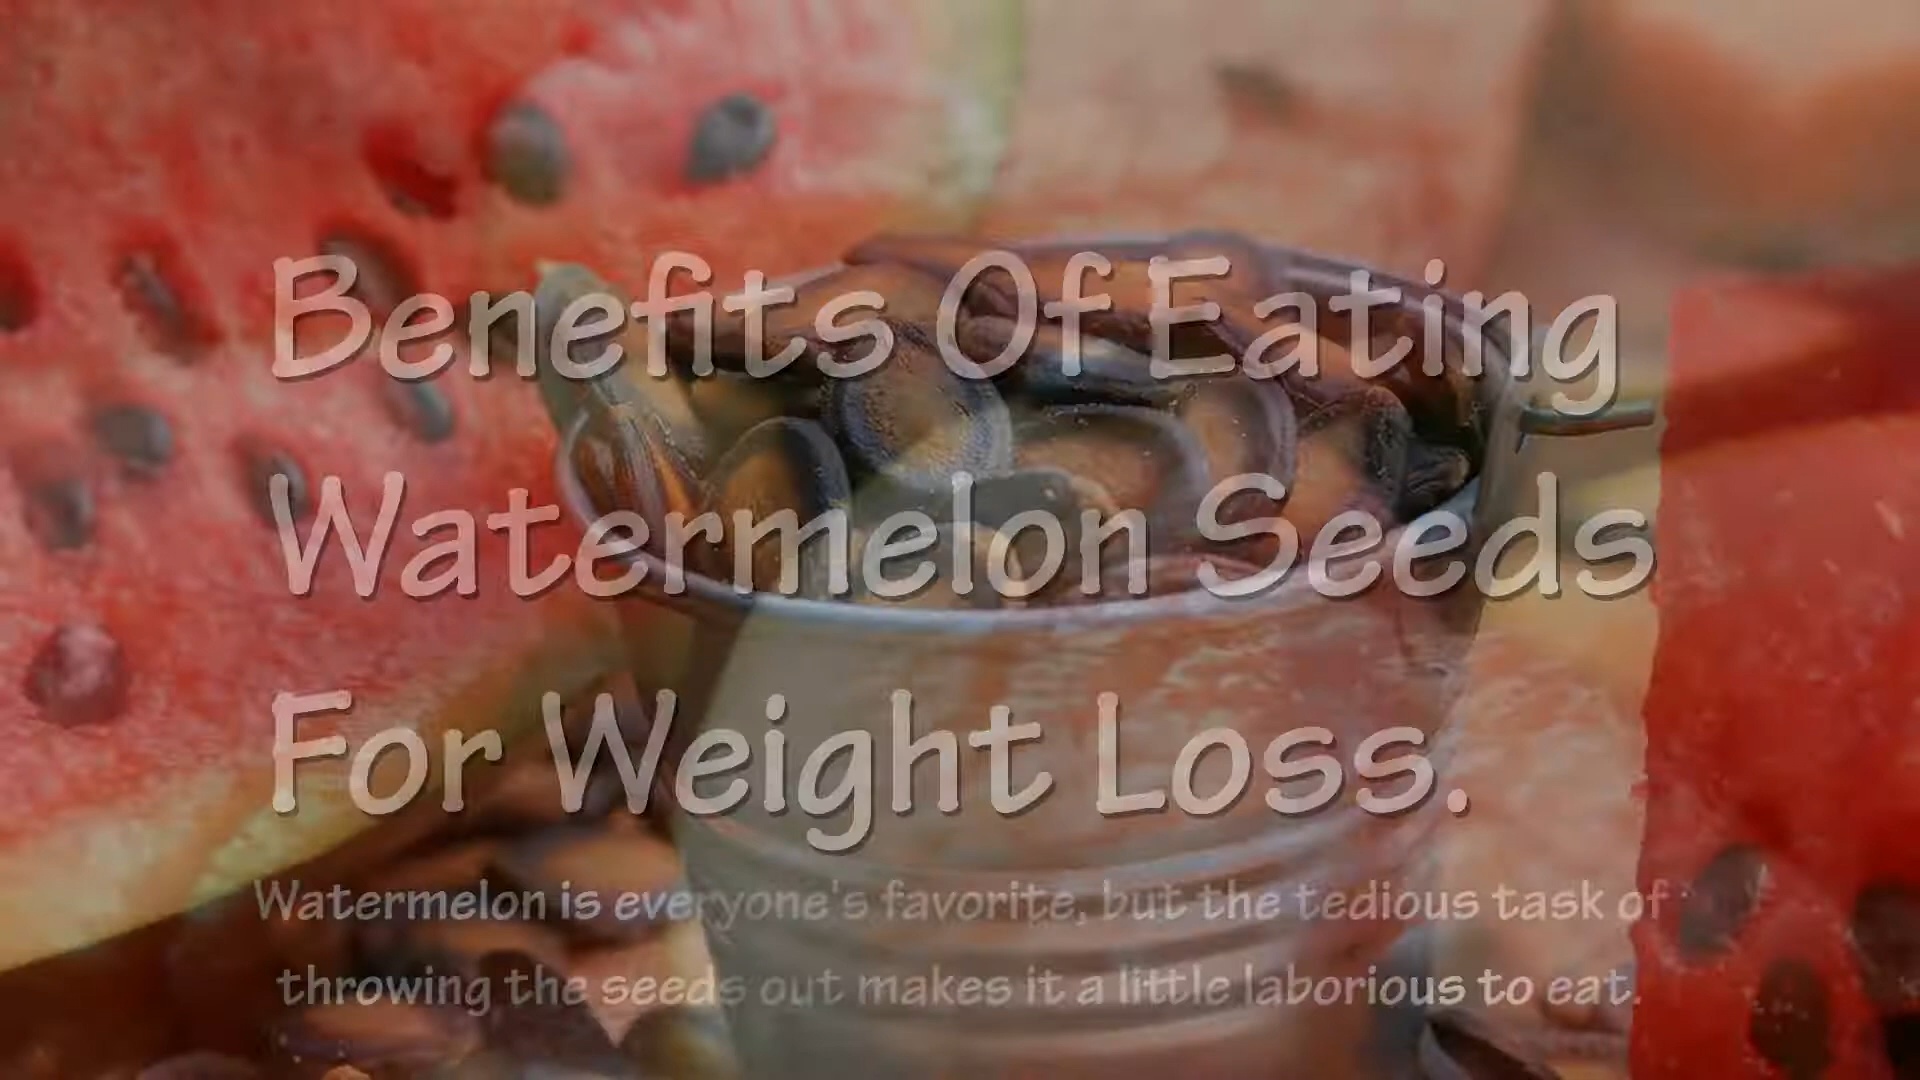 Benefits Of Eating
Watermelon Seeds
For Weight Loss.
Watermelon is everyone's favorite, but the tedious task of
throwing the seeds out makes it a little laborious to eat.